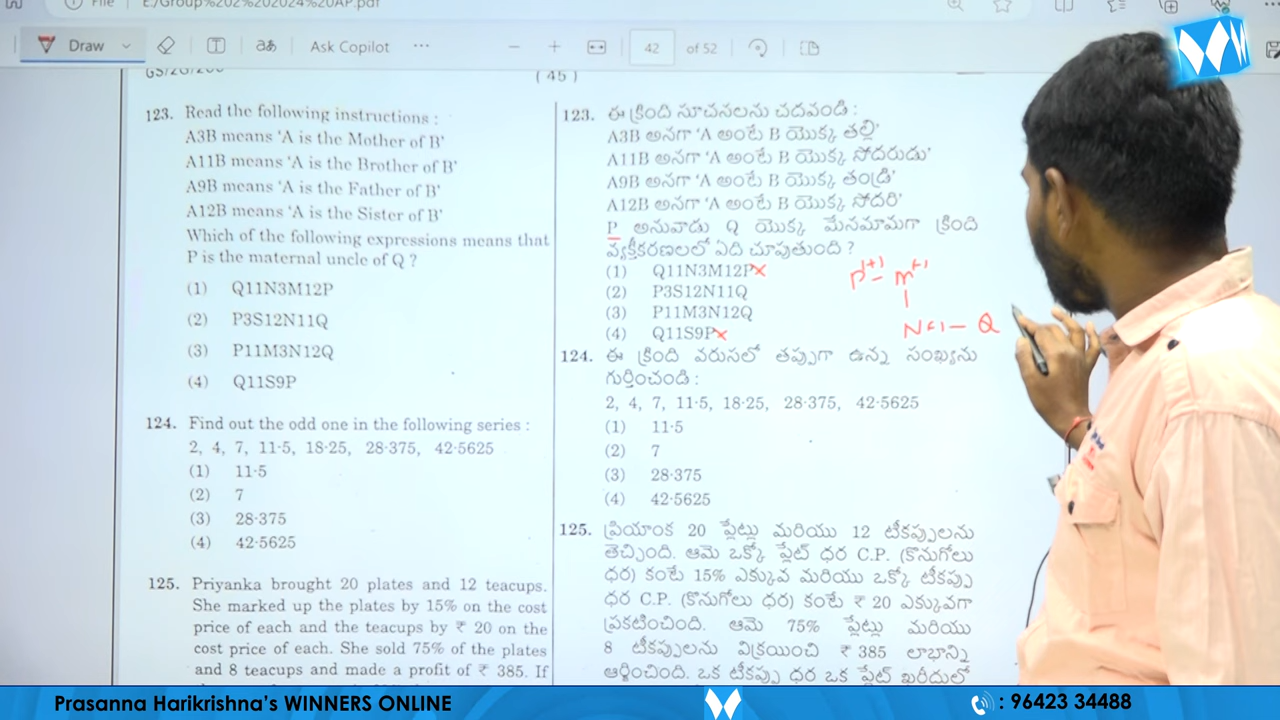 File E:/Group%202%202024%20AP.pdf
Draw Ask Copilot 42 of 52
GS/2G/200
( 45 )
123. Read the following instructions :
A3B means ‘A is the Mother of B’
A11B means ‘A is the Brother of B’
A9B means ‘A is the Father of B’
A12B means ‘A is the Sister of B’
Which of the following expressions means that
P is the maternal uncle of Q ?
(1) Q11N3M12P
(2) P3S12N11Q
(3) P11M3N12Q
(4) Q11S9P
124. Find out the odd one in the following series :
2, 4, 7, 11·5, 18·25, 28·375, 42·5625
(1) 11·5
(2) 7
(3) 28·375
(4) 42·5625
125. Priyanka brought 20 plates and 12 teacups.
She marked up the plates by 15% on the cost
price of each and the teacups by ₹ 20 on the
cost price of each. She sold 75% of the plates
and 8 teacups and made a profit of ₹ 385. If
123. ఈ క్రింది సూచనలను చదవండి :
A3B అనగా ‘A అంటే B యొక్క తల్లి’
A11B అనగా ‘A అంటే B యొక్క సోదరుడు’
A9B అనగా ‘A అంటే B యొక్క తండ్రి’
A12B అనగా ‘A అంటే B యొక్క సోదరి’
P అనువాడు Q యొక్క మేనమామగా క్రింది
వ్యక్తీకరణలలో ఏది చూపుతుంది ?
(1) Q11N3M12P x
(2) P3S12N11Q
(3) P11M3N12Q
(4) Q11S9P x
P(+) – M(-)
N(-) – Q
124. ఈ క్రింది వరుసలో తప్పుగా ఉన్న సంఖ్యను
గుర్తించండి :
2, 4, 7, 11·5, 18·25, 28·375, 42·5625
(1) 11·5
(2) 7
(3) 28·375
(4) 42·5625
125. ప్రియాంక 20 ప్లేట్లు మరియు 12 టీకప్పులను
తెచ్చింది. ఆమె ఒక్కో ప్లేట్ ధర C.P. (కొనుగోలు
ధర) కంటే 15% ఎక్కువ మరియు ఒక్కో టీకప్పు
ధర C.P. (కొనుగోలు ధర) కంటే ₹ 20 ఎక్కువగా
ప్రకటించింది. ఆమె 75% ప్లేట్లు మరియు
8 టీకప్పులను విక్రయించి ₹ 385 లాభాన్ని
ఆర్జించింది. ఒక టీకప్పు ధర ఒక ప్లేట్ ఖరీదులో
Prasanna Harikrishna's WINNERS ONLINE
: 96423 34488